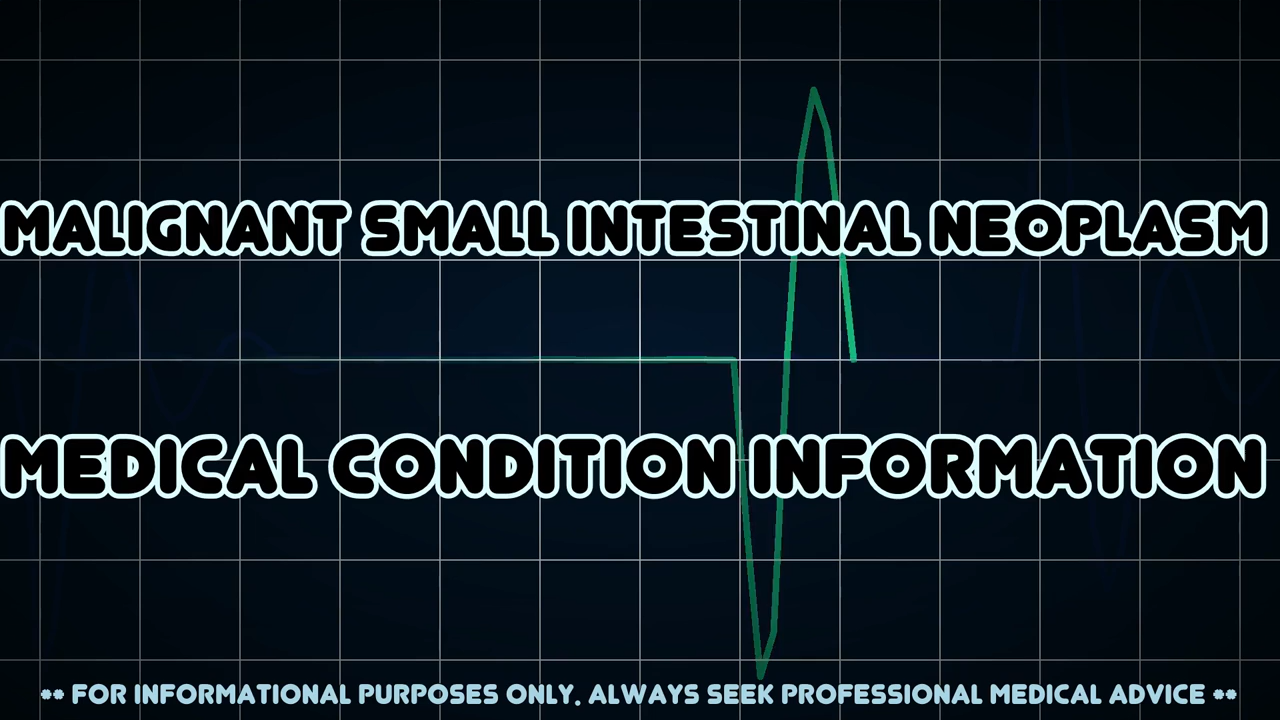 MALIGNANT SMALL INTESTINAL NEOPLASM
MEDICAL CONDITION INFORMATION
** FOR INFORMATIONAL PURPOSES ONLY. ALWAYS SEEK PROFESSIONAL MEDICAL ADVICE **